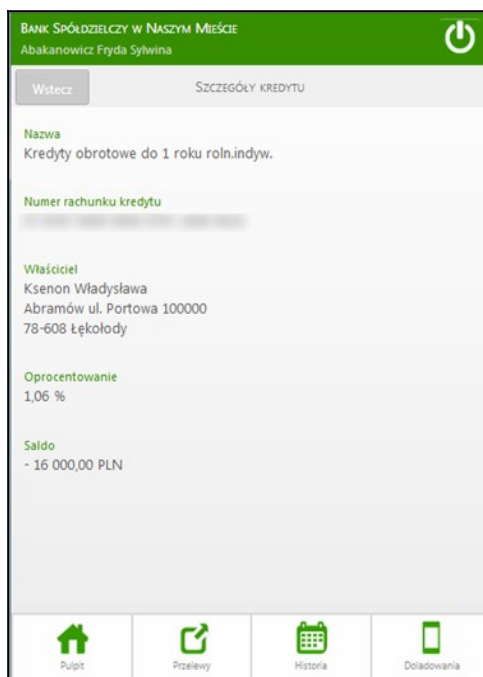 Bank Spółdzielczy w Naszym Mieście
Abakanowicz Fryda Sylwina
Wstecz
Szczegóły kredytu
Nazwa
Kredyty obrotowe do 1 roku roln.indyw.
Numer rachunku kredytu
Właściciel
Ksenon Władysława
Abramów ul. Portowa 100000
78-608 Łękołody
Oprocentowanie
1,06 %
Saldo
- 16 000,00 PLN
Pulpit
Przelewy
Historia
Doladowania